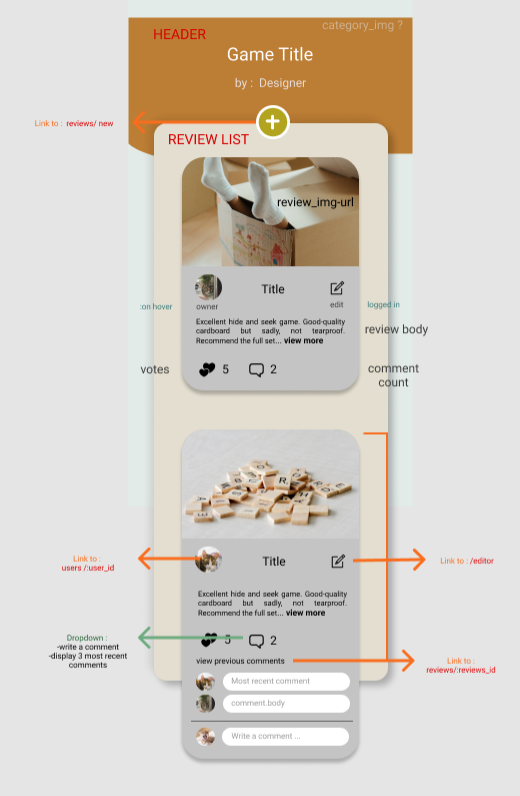 category_img ?
HEADER
Game Title
by : Designer
Link to : reviews/ new
REVIEW LIST
review_img-url
Title
:on hover
owner
edit
logged in
Excellent hide and seek game. Good-quality
cardboard but sadly, not tearproof.
Recommend the full set... view more
review body
votes
5
2
comment
count
Link to :
users /:user_id
Title
Link to : /editor
Excellent hide and seek game. Good-quality
cardboard but sadly, not tearproof.
Recommend the full set... view more
Dropdown :
-write a comment
-display 3 most recent
comments
5
2
view previous comments
Link to :
reviews/:reviews_id
Most recent comment
comment.body
Write a comment ...